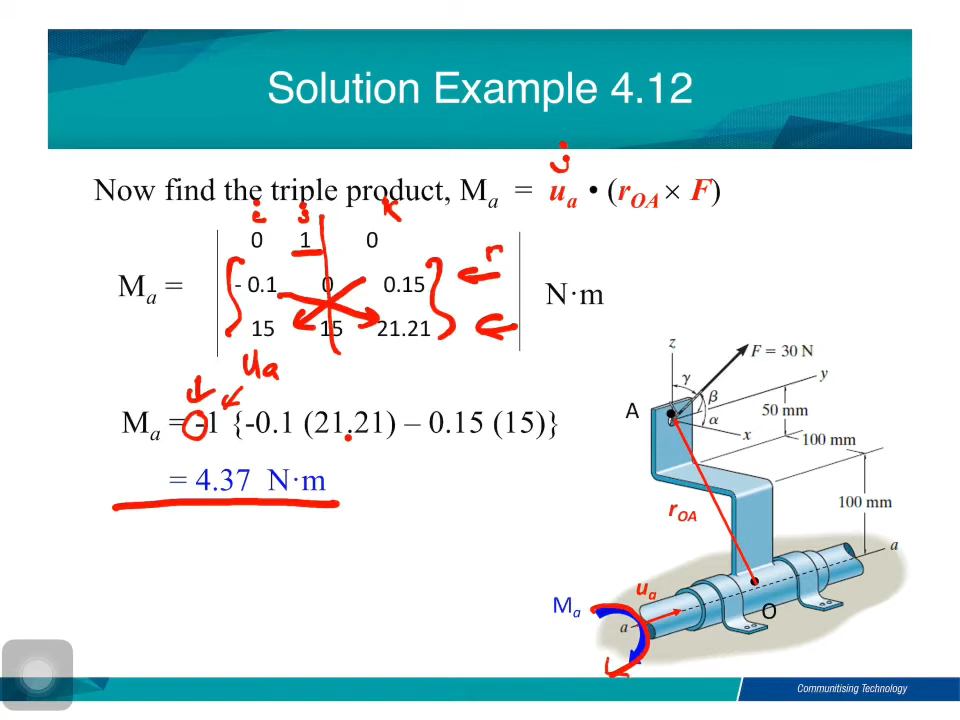 Solution Example 4.12
Now find the triple product, Ma = ua • (rOA × F)
j
i j k
0 1 0
Ma = - 0.1 0 0.15 N·m
r
15 15 21.21
ua
Ma = -1 {-0.1 (21.21) – 0.15 (15)}
= 4.37 N·m
z
F = 30 N
y
γ
β
A
α
50 mm
x
100 mm
100 mm
rOA
a
ua
Ma
O
a
Communitising Technology